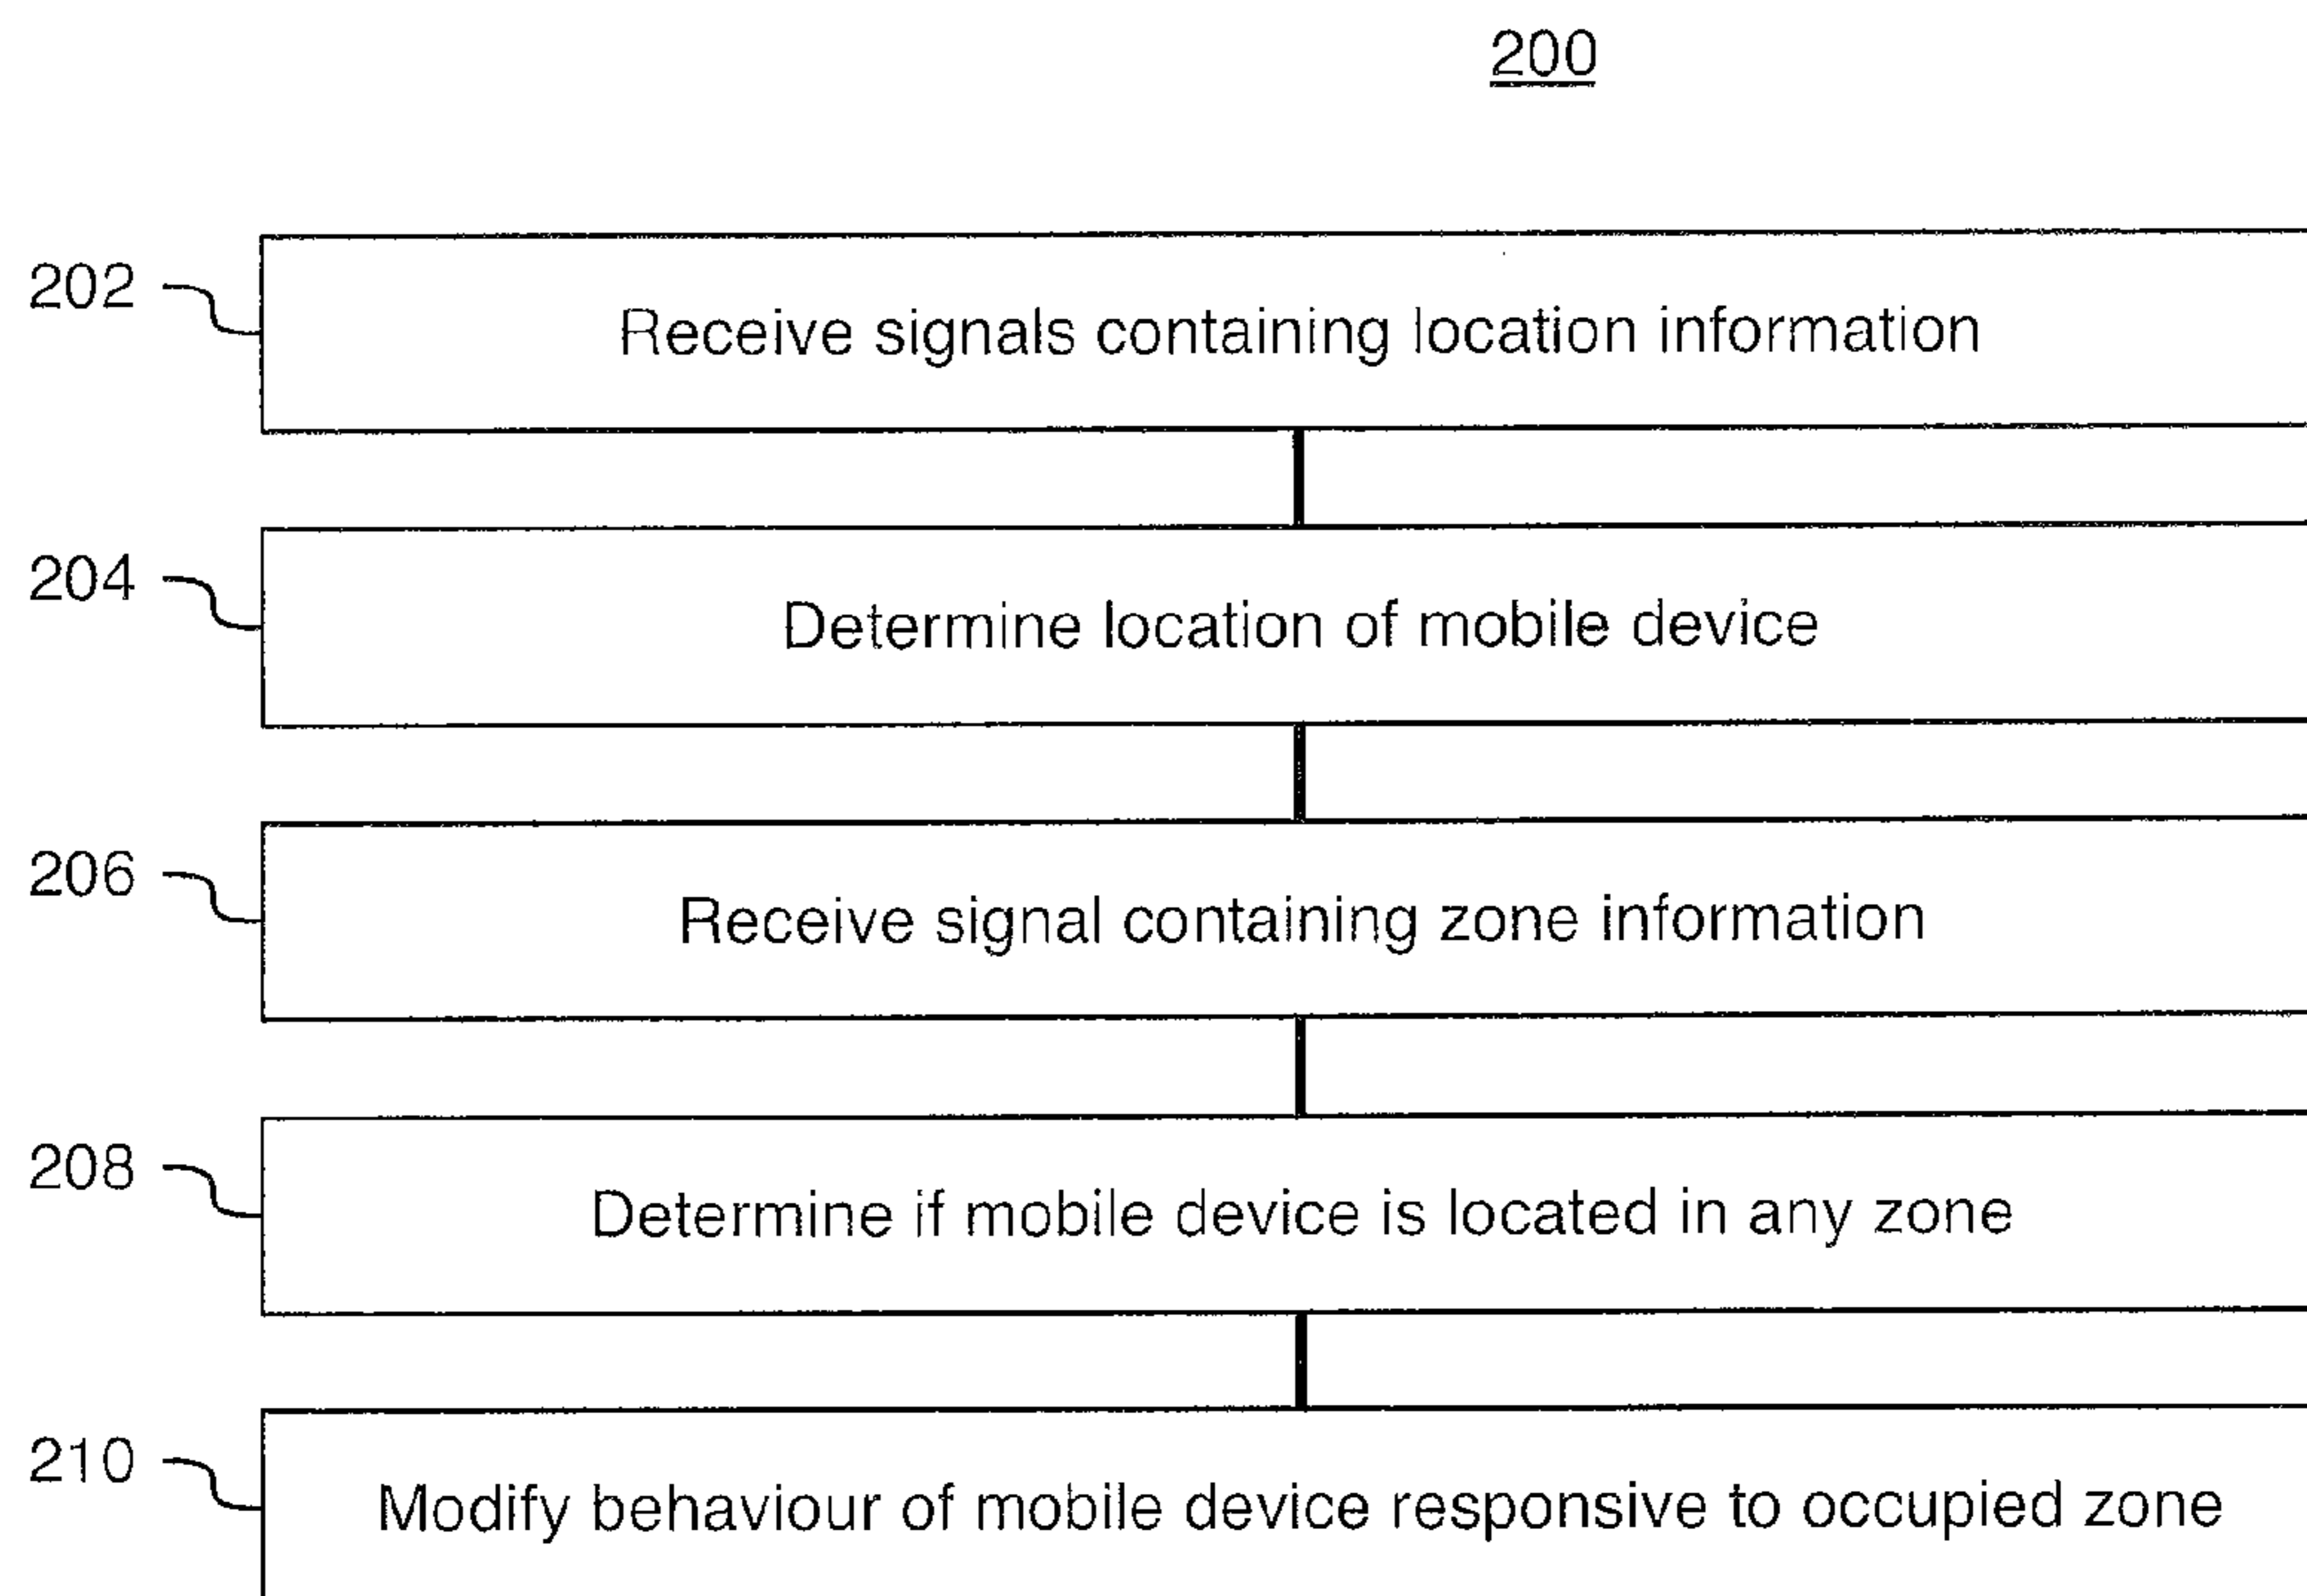 200
202
Receive signals containing location information
204
Determine location of mobile device
206
Receive signal containing zone information
208
Determine if mobile device is located in any zone
210
Modify behaviour of mobile device responsive to occupied zone